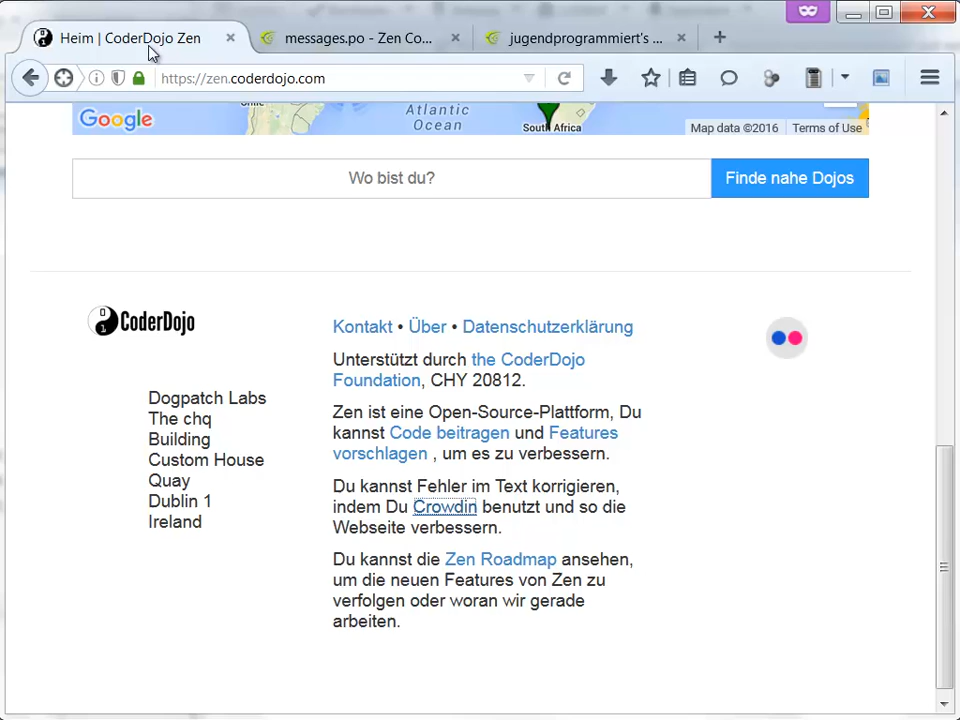 Heim | CoderDojo Zen
messages.po - Zen Co...
jugendprogrammiert's ...
https://zen.coderdojo.com
Atlantic
Ocean
South Africa
Google
Map data ©2016
Terms of Use
Wo bist du?
Finde nahe Dojos
CoderDojo
Dogpatch Labs
The chq
Building
Custom House
Quay
Dublin 1
Ireland
Kontakt • Über • Datenschutzerklärung
Unterstützt durch the CoderDojo
Foundation, CHY 20812.
Zen ist eine Open-Source-Plattform, Du
kannst Code beitragen und Features
vorschlagen , um es zu verbessern.
Du kannst Fehler im Text korrigieren,
indem Du Crowdin benutzt und so die
Webseite verbessern.
Du kannst die Zen Roadmap ansehen,
um die neuen Features von Zen zu
verfolgen oder woran wir gerade
arbeiten.